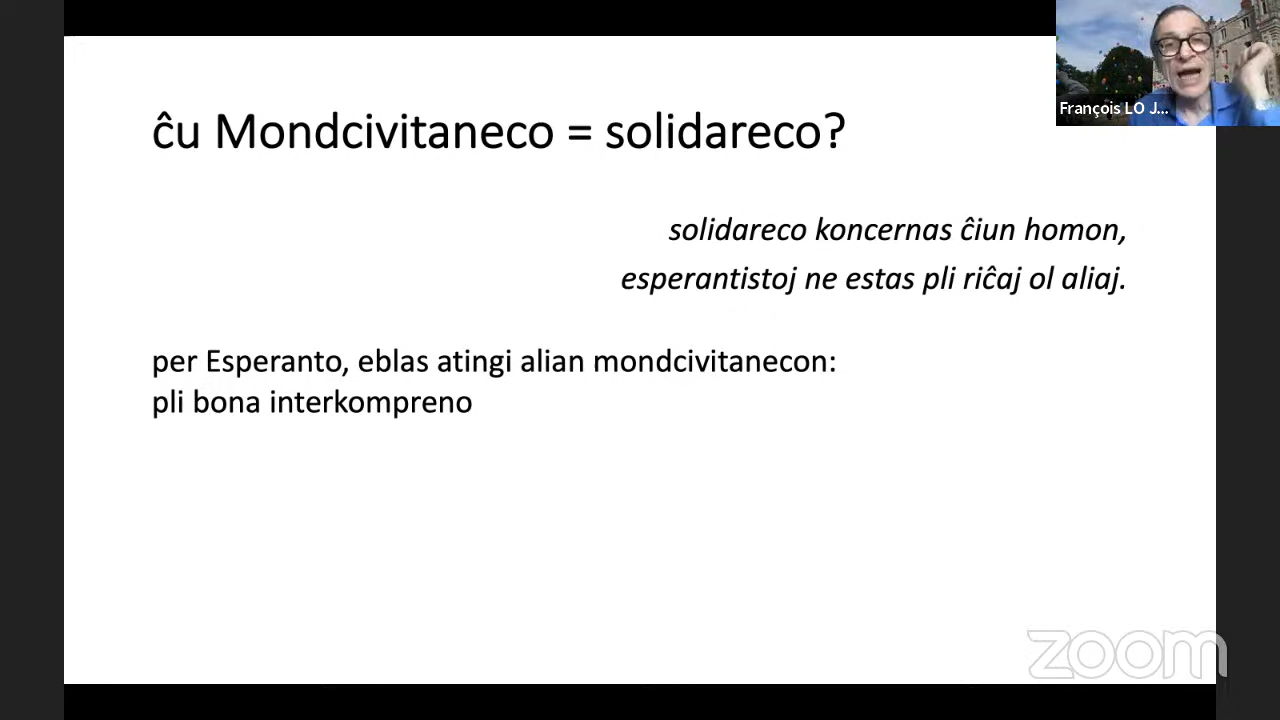 ĉu Mondcivitaneco = solidareco?
solidareco koncernas ĉiun homon,
esperantistoj ne estas pli riĉaj ol aliaj.
per Esperanto, eblas atingi alian mondcivitanecon:
pli bona interkompreno
François LO J...
zoom